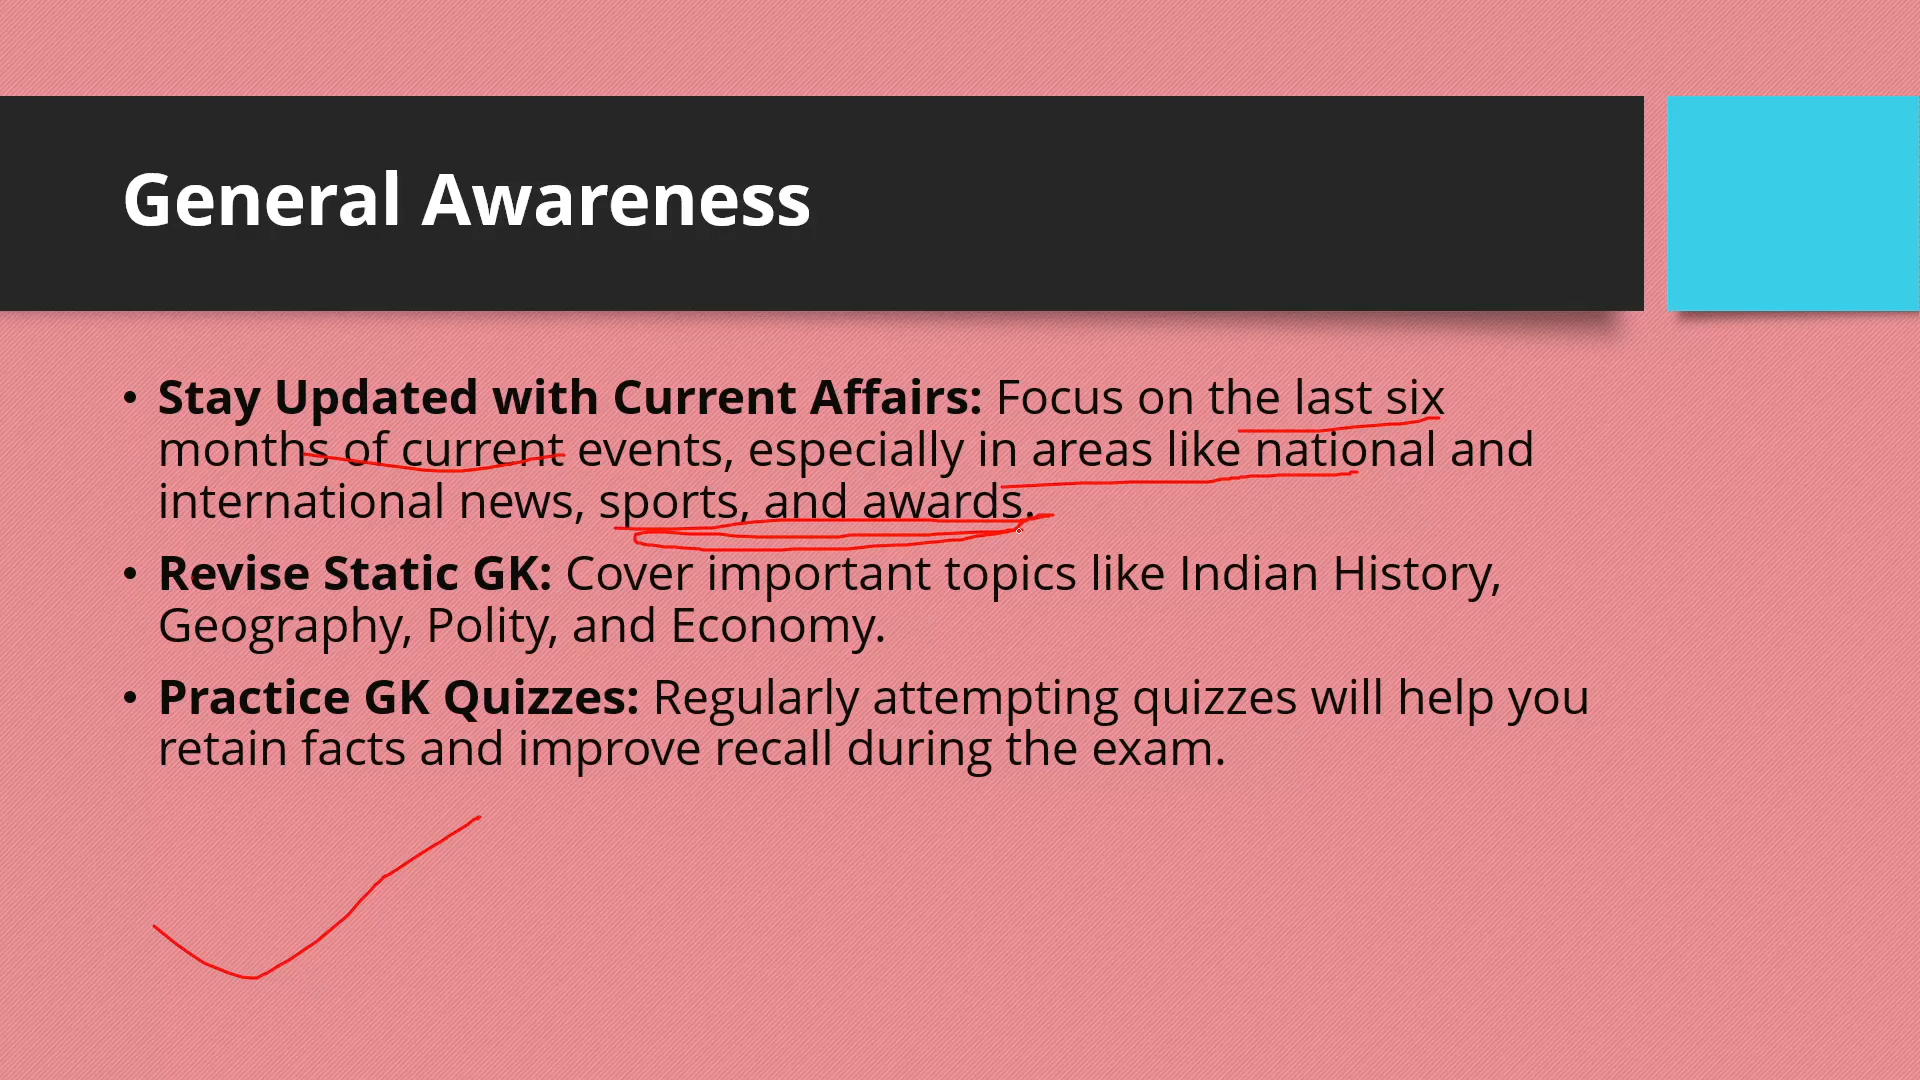 General Awareness
• Stay Updated with Current Affairs: Focus on the last six
months of current events, especially in areas like national and
international news, sports, and awards.
• Revise Static GK: Cover important topics like Indian History,
Geography, Polity, and Economy.
• Practice GK Quizzes: Regularly attempting quizzes will help you
retain facts and improve recall during the exam.